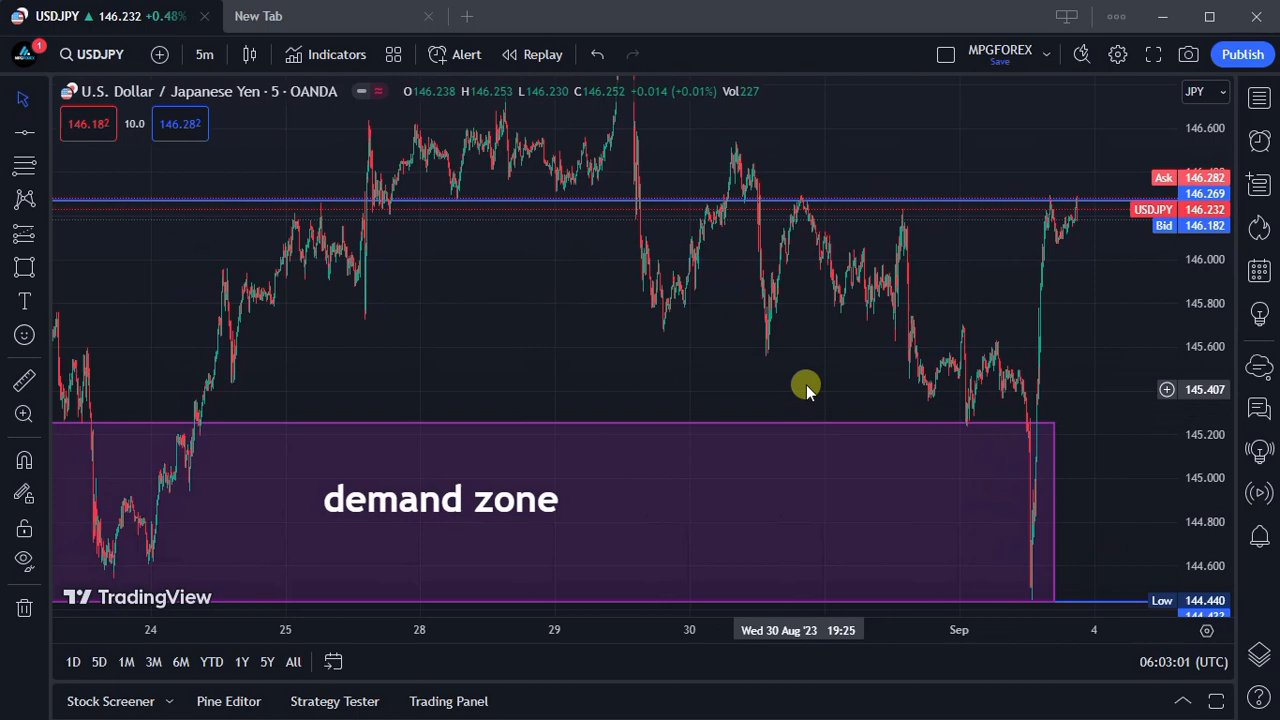 USDJPY ▲ 146.232 +0.48%
New Tab
1
MPGFOREX
USDJPY
5m
Indicators
Alert
Replay
MPGFOREX
Save
Publish
U.S. Dollar / Japanese Yen · 5 · OANDA
O146.238 H146.253 L146.230 C146.252 +0.014 (+0.01%) Vol227
JPY
146.182
10.0
146.282
146.600
Ask 146.282
146.269
USDJPY 146.232
Bid 146.182
146.000
145.800
145.600
145.407
145.200
145.000
144.800
144.600
Low 144.440
demand zone
TradingView
24
25
28
29
30
Wed 30 Aug '23 19:25
Sep
4
1D
5D
1M
3M
6M
YTD
1Y
5Y
All
06:03:01 (UTC)
Stock Screener
Pine Editor
Strategy Tester
Trading Panel